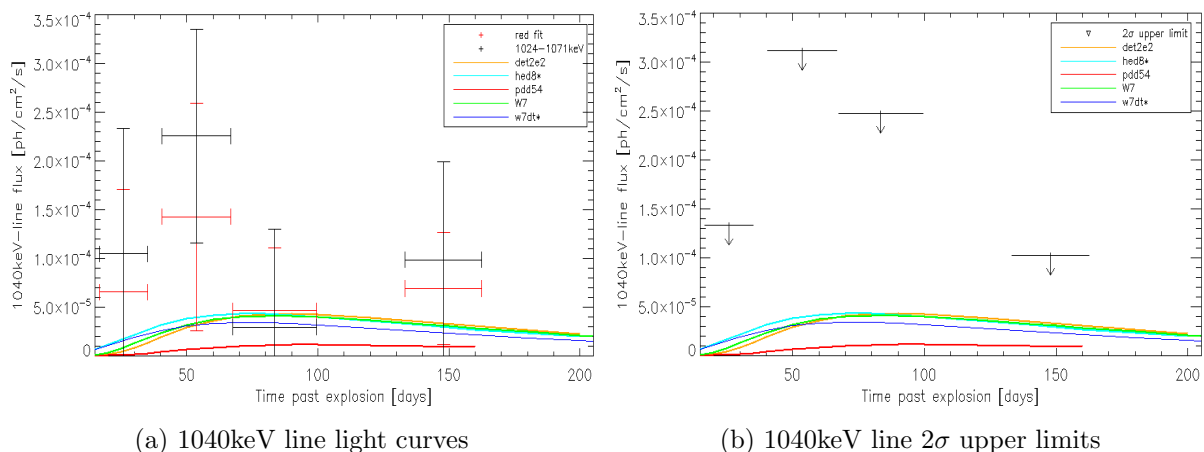 3.5×10⁻⁴
3.0×10⁻⁴
2.5×10⁻⁴
2.0×10⁻⁴
1.5×10⁻⁴
1.0×10⁻⁴
5.0×10⁻⁵
0
1040keV-line flux [ph/cm²/s]
50
100
150
200
Time past explosion [days]
red fit
1024-1071keV
det2e2
hed8*
pdd54
W7
w7dt*
(a) 1040keV line light curves
3.5×10⁻⁴
3.0×10⁻⁴
2.5×10⁻⁴
2.0×10⁻⁴
1.5×10⁻⁴
1.0×10⁻⁴
5.0×10⁻⁵
0
1040keV-line flux [ph/cm²/s]
50
100
150
200
Time past explosion [days]
2σ upper limit
det2e2
hed8*
pdd54
W7
w7dt*
(b) 1040keV line 2σ upper limits